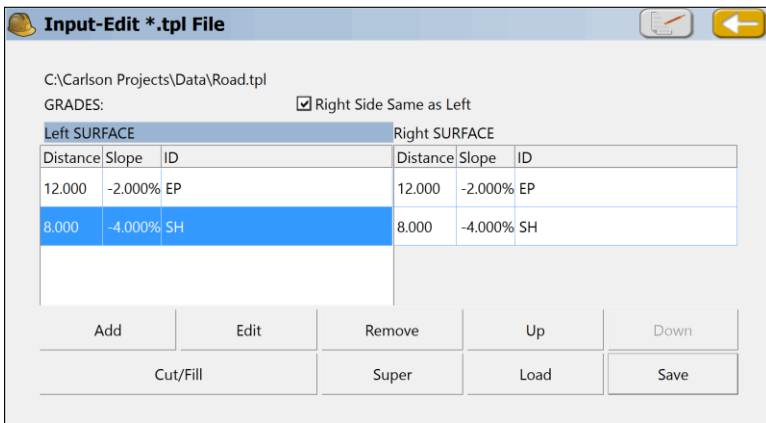 Input-Edit *.tpl File
C:\Carlson Projects\Data\Road.tpl
GRADES: Right Side Same as Left
Left SURFACE Right SURFACE
Distance Slope ID Distance Slope ID
12.000 -2.000% EP 12.000 -2.000% EP
8.000 -4.000% SH 8.000 -4.000% SH
Add Edit Remove Up Down
Cut/Fill Super Load Save